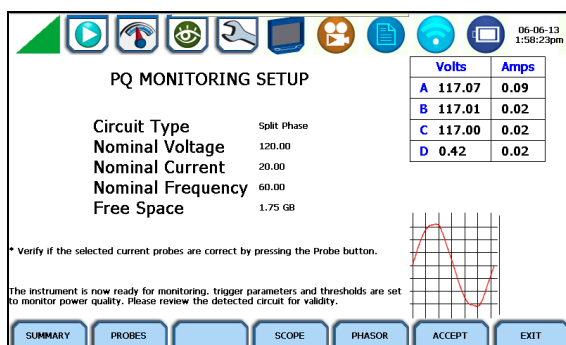 06-06-13
1:58:23pm
PQ MONITORING SETUP
Volts Amps
A 117.07 0.09
B 117.01 0.02
C 117.00 0.02
D 0.42 0.02
Circuit Type Split Phase
Nominal Voltage 120.00
Nominal Current 20.00
Nominal Frequency 60.00
Free Space 1.75 GB
* Verify if the selected current probes are correct by pressing the Probe button.
The instrument is now ready for monitoring. trigger parameters and thresholds are set
to monitor power quality. Please review the detected circuit for validity.
SUMMARY PROBES SCOPE PHASOR ACCEPT EXIT